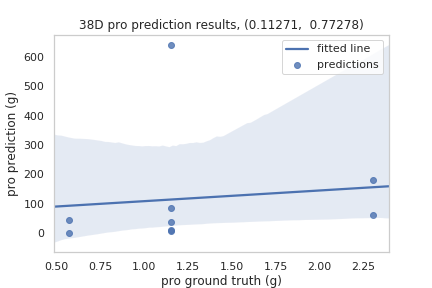 38D pro prediction results, (0.11271,  0.77278)
fitted line
predictions
pro prediction (g)
600
500
400
300
200
100
0
0.50 0.75 1.00 1.25 1.50 1.75 2.00 2.25
pro ground truth (g)